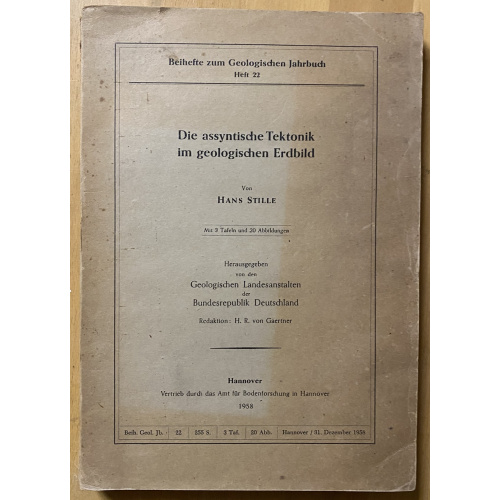 Beihefte zum Geologischen Jahrbuch
Heft 22
Die assyntische Tektonik
im geologischen Erdbild
Von
HANS STILLE
Mit 3 Tafeln und 20 Abbildungen
Herausgegeben
von den
Geologischen Landesanstalten
der
Bundesrepublik Deutschland
Redaktion: H. R. von Gaertner
Hannover
Vertrieb durch das Amt für Bodenforschung in Hannover
1958
Beih. Geol. Jb. 22 255 S. 3 Taf. 20 Abb. Hannover / 31. Dezember 1958